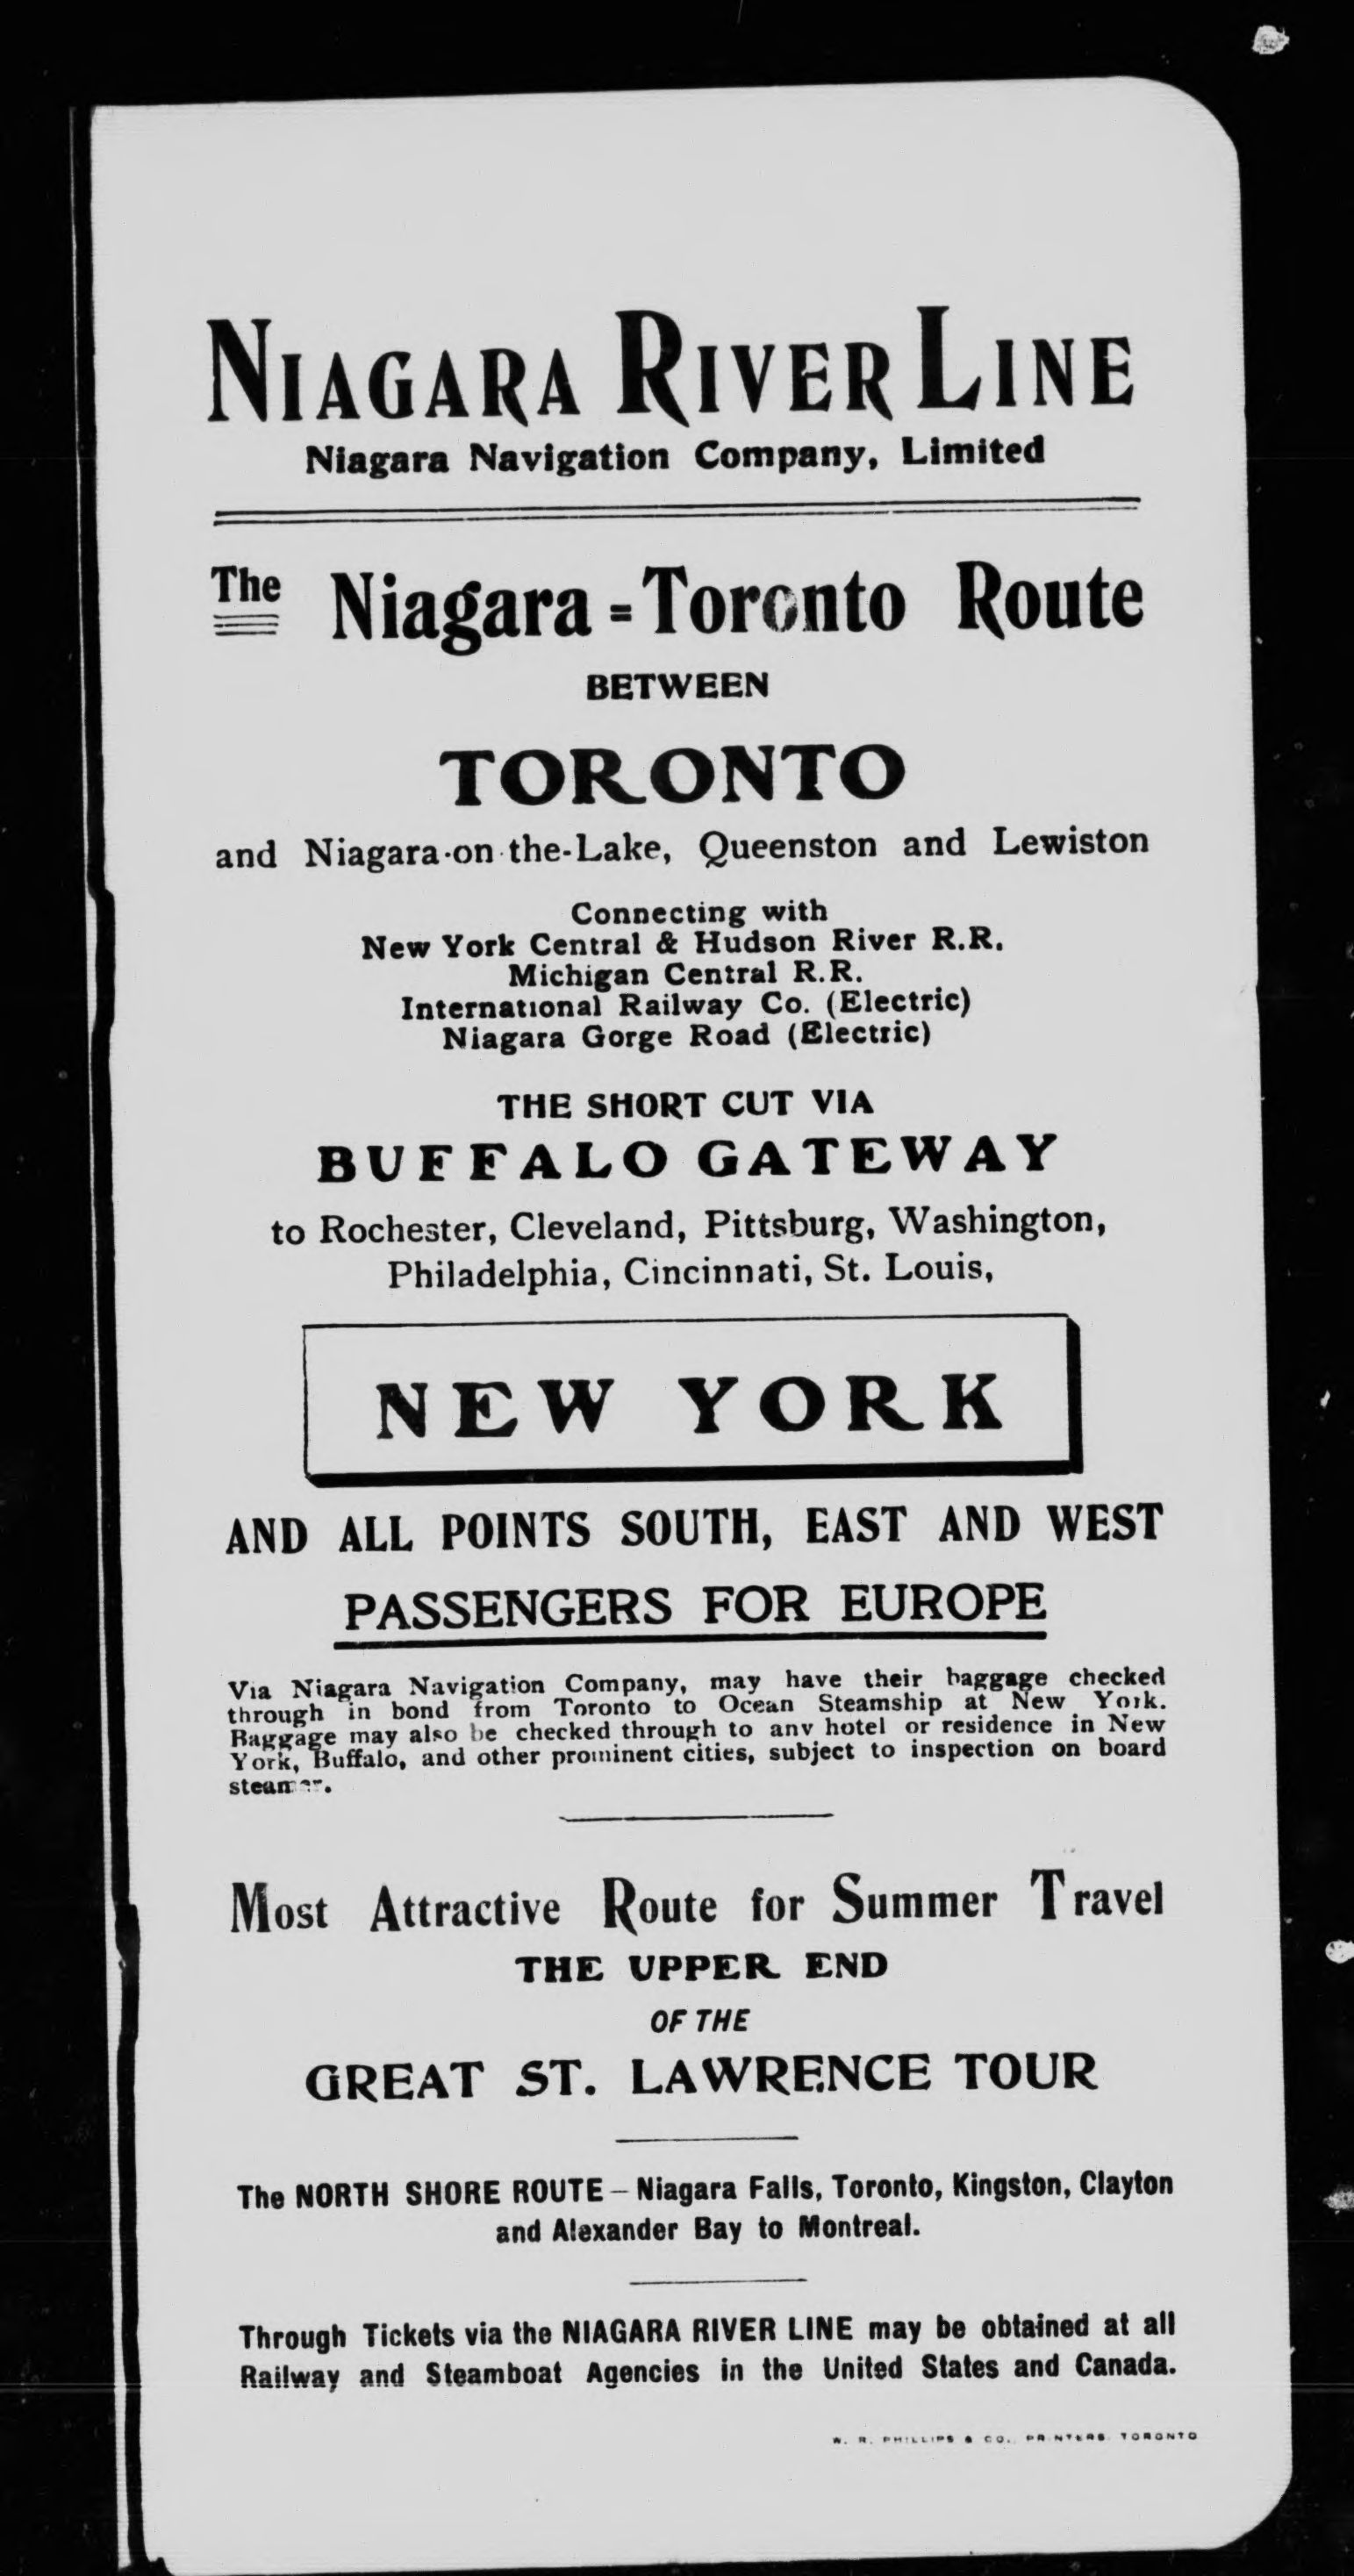 NIAGARA RIVER LINE
Niagara Navigation Company, Limited
The Niagara=Toronto Route
BETWEEN
TORONTO
and Niagara-on-the-Lake, Queenston and Lewiston
Connecting with
New York Central & Hudson River R.R.
Michigan Central R.R.
International Railway Co. (Electric)
Niagara Gorge Road (Electric)
THE SHORT CUT VIA
BUFFALO GATEWAY
to Rochester, Cleveland, Pittsburg, Washington,
Philadelphia, Cincinnati, St. Louis,
NEW YORK
AND ALL POINTS SOUTH, EAST AND WEST
PASSENGERS FOR EUROPE
Via Niagara Navigation Company, may have their baggage checked
through in bond from Toronto to Ocean Steamship at New York.
Baggage may also be checked through to any hotel or residence in New
York, Buffalo, and other prominent cities, subject to inspection on board
steamer.
Most Attractive Route for Summer Travel
THE UPPER END
OF THE
GREAT ST. LAWRENCE TOUR
The NORTH SHORE ROUTE – Niagara Falls, Toronto, Kingston, Clayton
and Alexander Bay to Montreal.
Through Tickets via the NIAGARA RIVER LINE may be obtained at all
Railway and Steamboat Agencies in the United States and Canada.
W. R. PHILLIPS & CO., PRINTERS, TORONTO